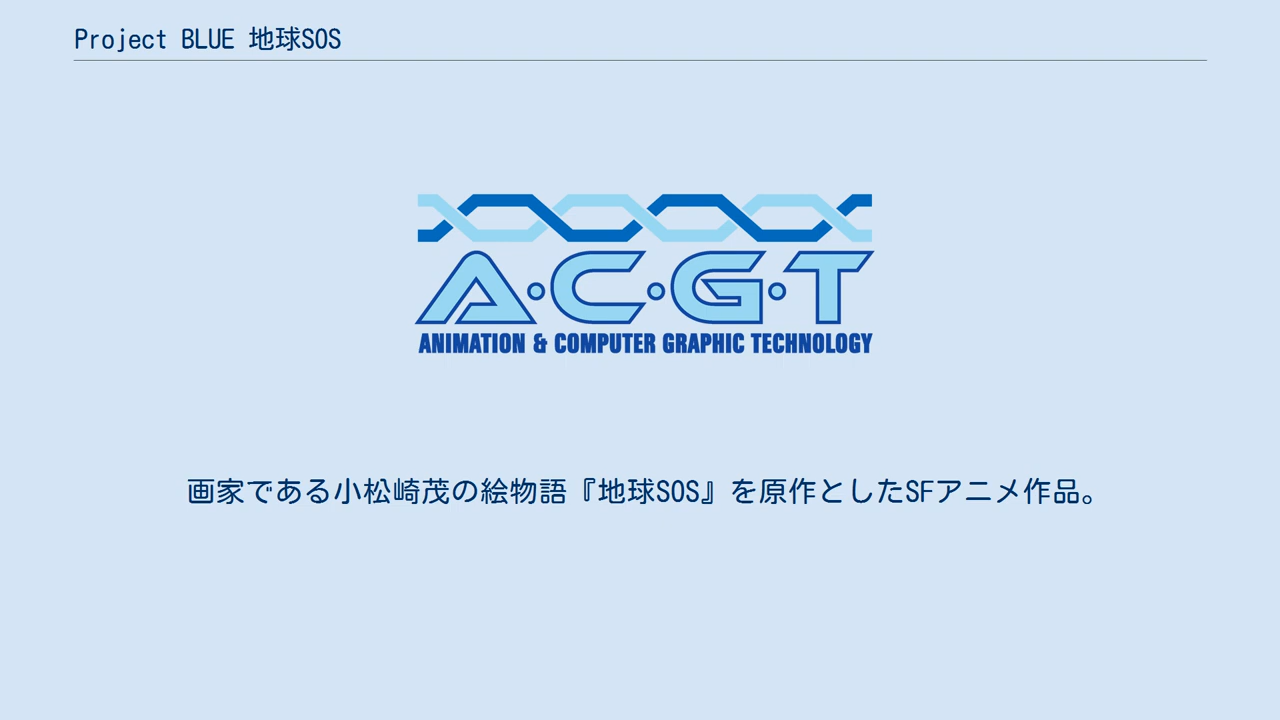 Project BLUE 地球SOS
A・C・G・T
ANIMATION & COMPUTER GRAPHIC TECHNOLOGY
画家である小松崎茂の絵物語『地球SOS』を原作としたSFアニメ作品。